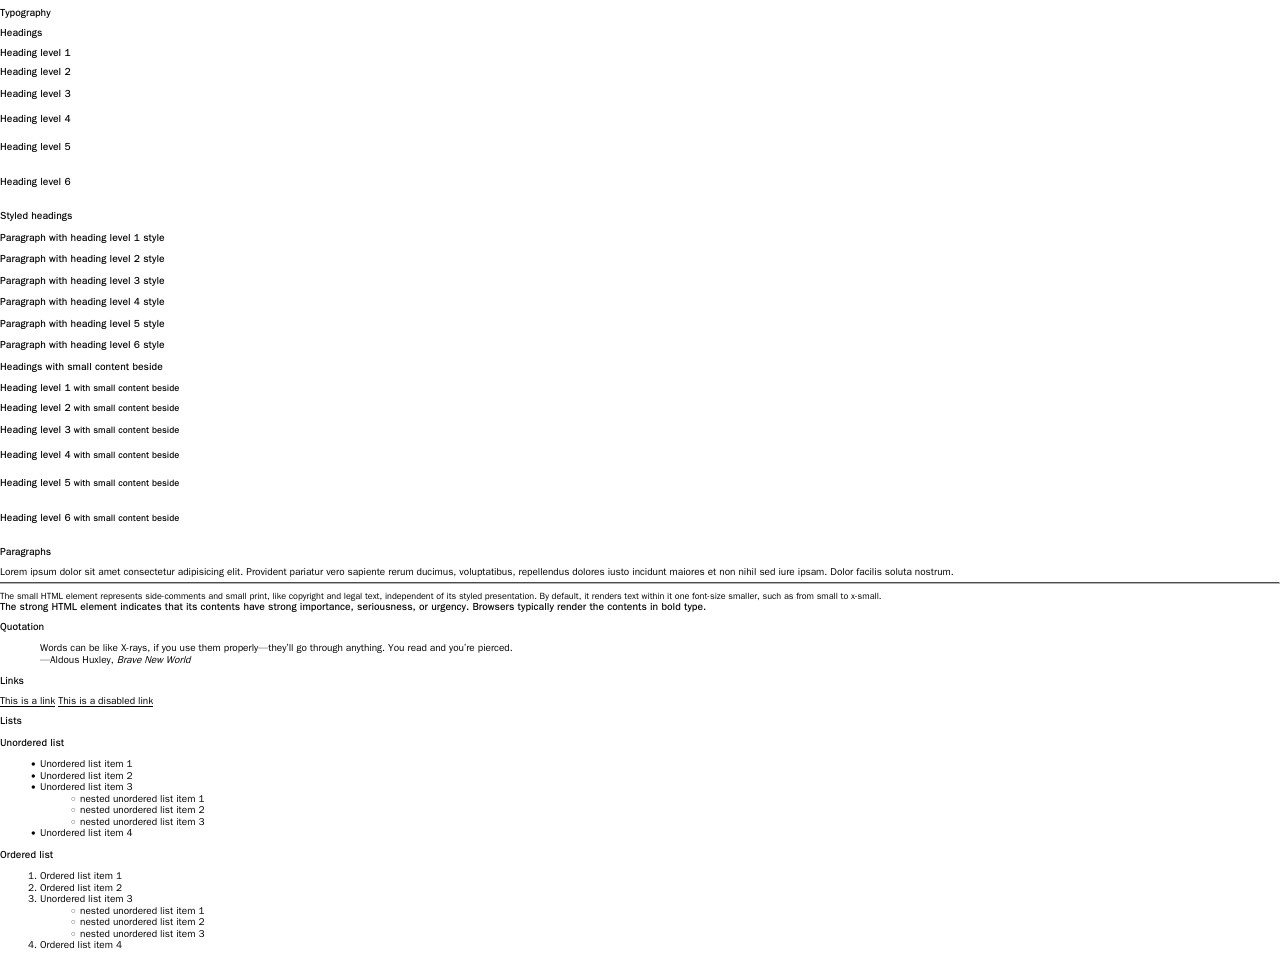 Typography
Headings
Heading level 1
Heading level 2
Heading level 3
Heading level 4
Heading level 5
Heading level 6
Styled headings
Paragraph with heading level 1 style
Paragraph with heading level 2 style
Paragraph with heading level 3 style
Paragraph with heading level 4 style
Paragraph with heading level 5 style
Paragraph with heading level 6 style
Headings with small content beside
Heading level 1 with small content beside
Heading level 2 with small content beside
Heading level 3 with small content beside
Heading level 4 with small content beside
Heading level 5 with small content beside
Heading level 6 with small content beside
Paragraphs
Lorem ipsum dolor sit amet consectetur adipisicing elit. Provident pariatur vero sapiente rerum ducimus, voluptatibus, repellendus dolores iusto incidunt maiores et non nihil sed iure ipsam. Dolor facilis soluta nostrum.
The small HTML element represents side-comments and small print, like copyright and legal text, independent of its styled presentation. By default, it renders text within it one font-size smaller, such as from small to x-small.
The strong HTML element indicates that its contents have strong importance, seriousness, or urgency. Browsers typically render the contents in bold type.
Quotation
Words can be like X-rays, if you use them properly—they'll go through anything. You read and you're pierced.
—Aldous Huxley, Brave New World
Links
This is a link This is a disabled link
Lists
Unordered list
• Unordered list item 1
• Unordered list item 2
• Unordered list item 3
○ nested unordered list item 1
○ nested unordered list item 2
○ nested unordered list item 3
• Unordered list item 4
Ordered list
1. Ordered list item 1
2. Ordered list item 2
3. Unordered list item 3
○ nested unordered list item 1
○ nested unordered list item 2
○ nested unordered list item 3
4. Ordered list item 4